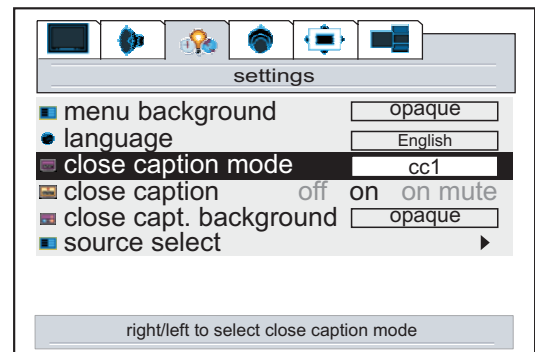 settings
menu background opaque
language English
close caption mode cc1
close caption off on on mute
close capt. background opaque
source select
right/left to select close caption mode